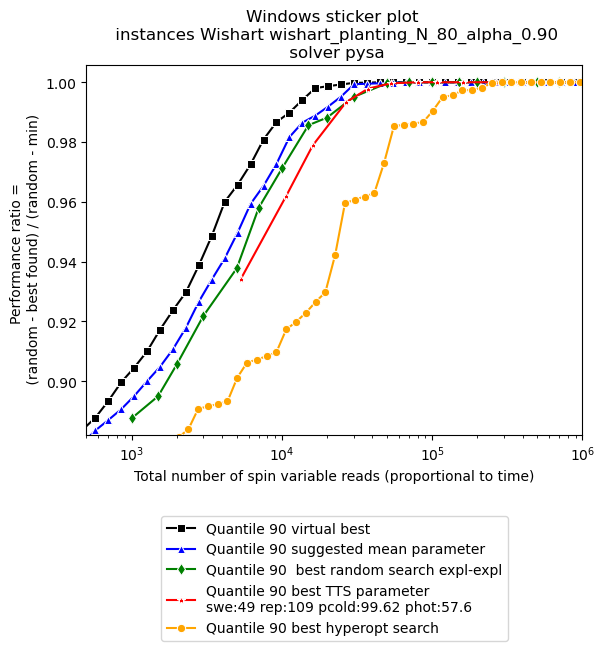 Windows sticker plot
instances Wishart wishart_planting_N_80_alpha_0.90
solver pysa
Performance ratio =
(random - best found) / (random - min)
1.00
0.98
0.96
0.94
0.92
0.90
10³
10⁴
10⁵
10⁶
Total number of spin variable reads (proportional to time)
Quantile 90 virtual best
Quantile 90 suggested mean parameter
Quantile 90  best random search expl-expl
Quantile 90 best TTS parameter
swe:49 rep:109 pcold:99.62 phot:57.6
Quantile 90 best hyperopt search